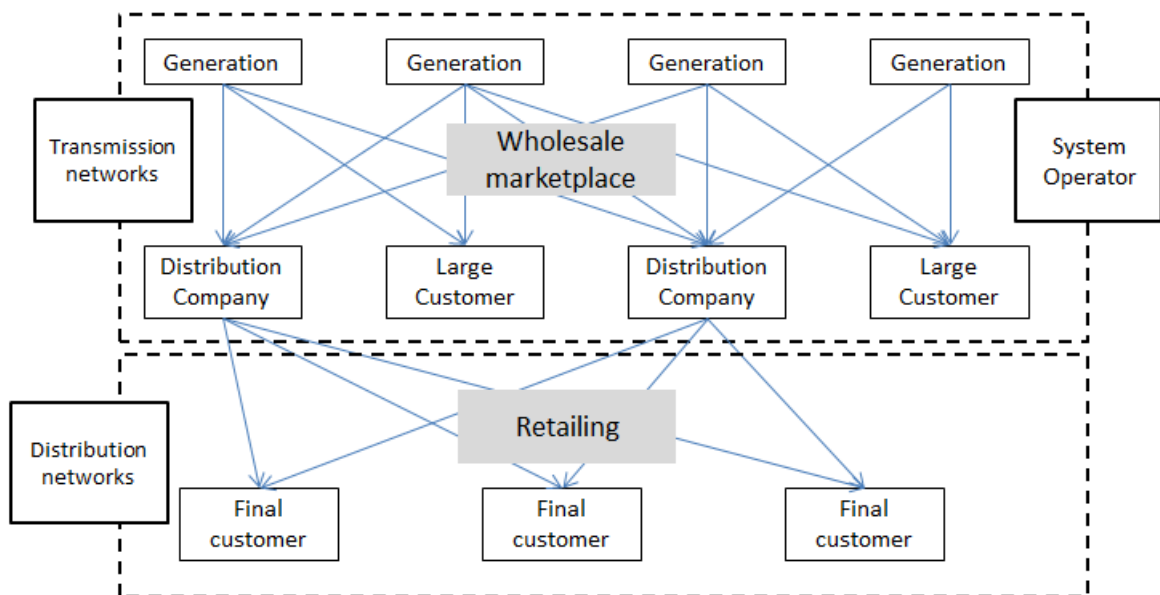 Generation
Generation
Generation
Generation
Transmission
networks
Wholesale
marketplace
System
Operator
Distribution
Company
Large
Customer
Distribution
Company
Large
Customer
Distribution
networks
Retailing
Final
customer
Final
customer
Final
customer